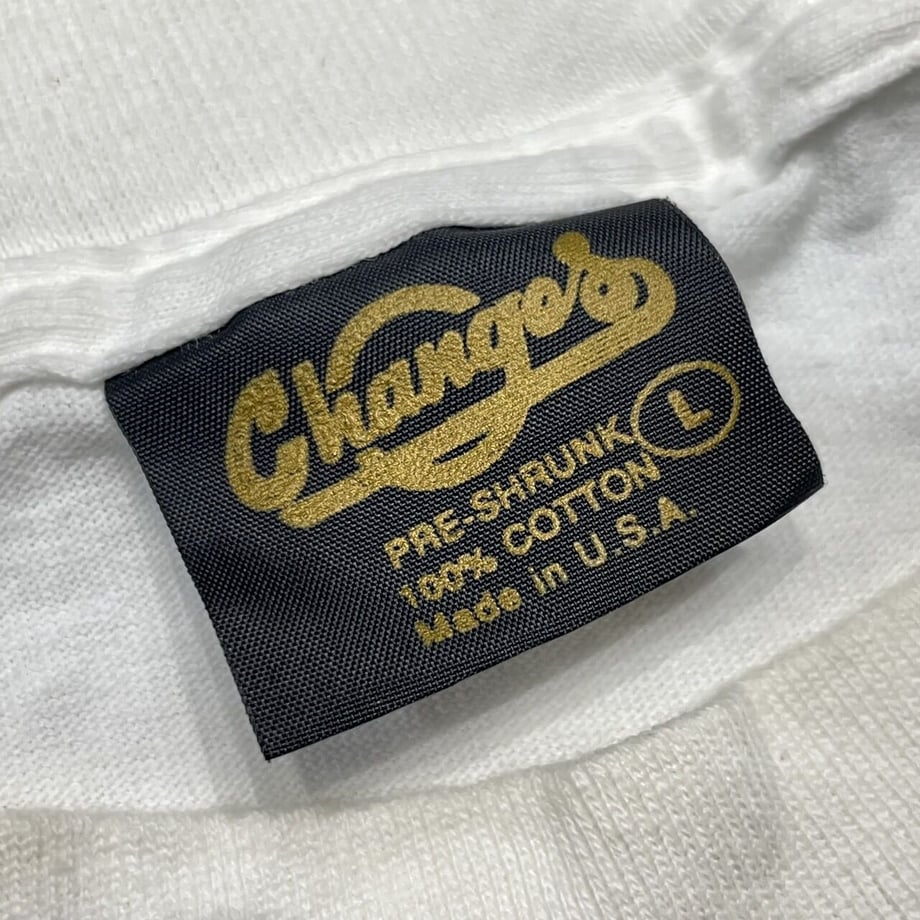 Changes
L
PRE-SHRUNK
100% COTTON
Made in U.S.A.